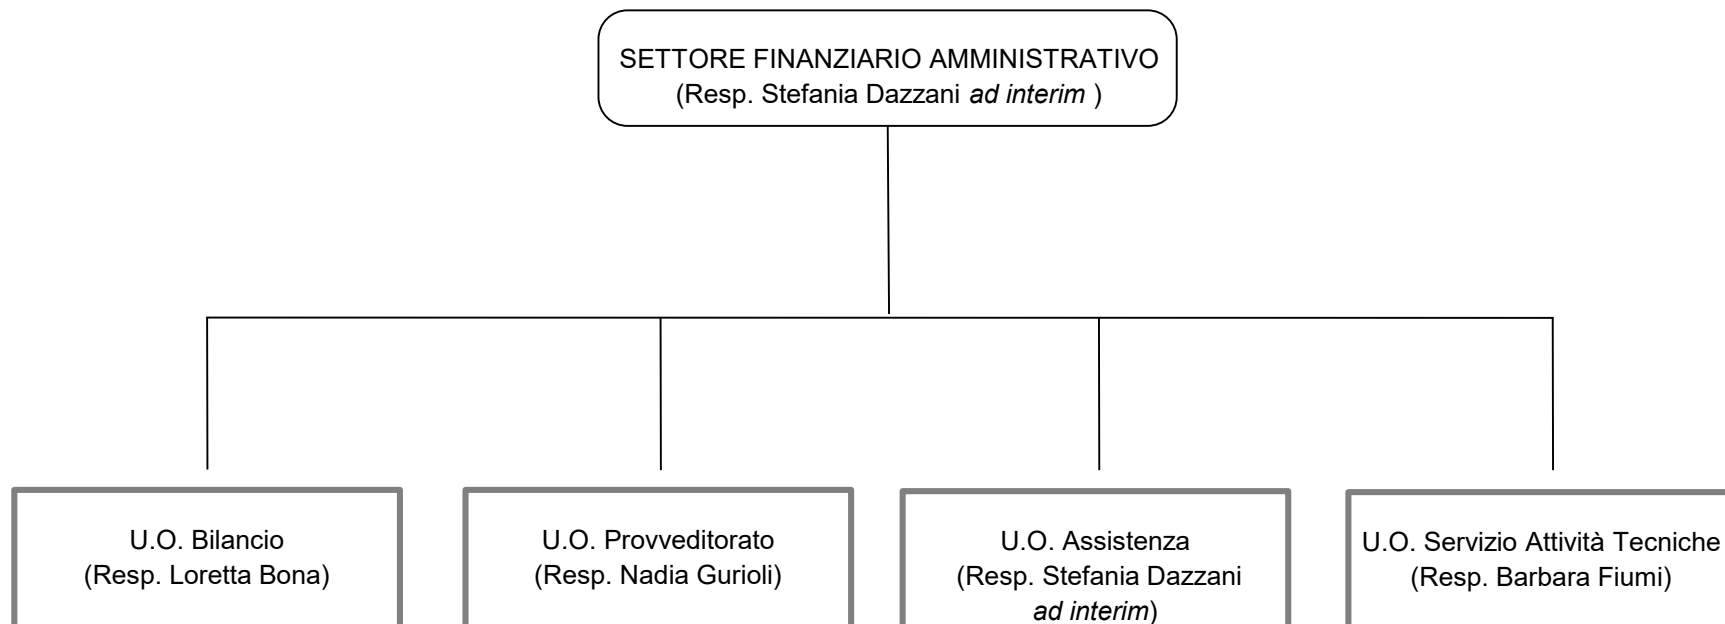 SETTORE FINANZIARIO AMMINISTRATIVO
(Resp. Stefania Dazzani ad interim )
U.O. Bilancio
(Resp. Loretta Bona)
U.O. Provveditorato
(Resp. Nadia Gurioli)
U.O. Assistenza
(Resp. Stefania Dazzani
ad interim)
U.O. Servizio Attività Tecniche
(Resp. Barbara Fiumi)